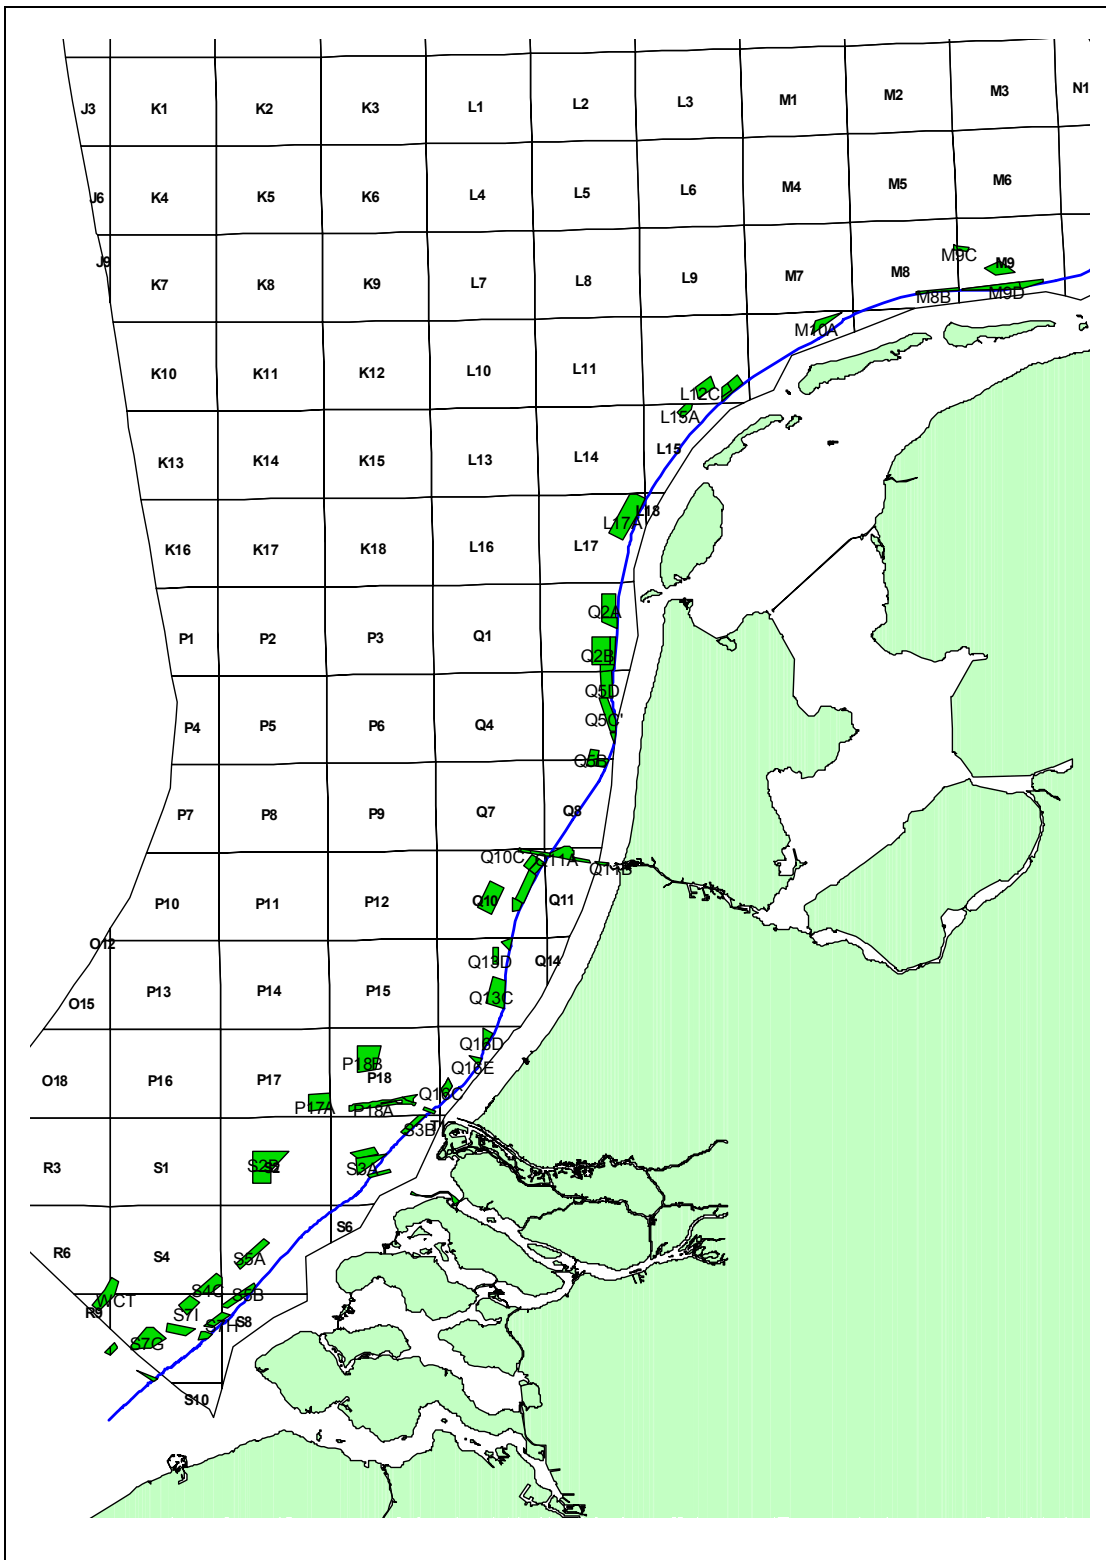 J3 K1 K2 K3 L1 L2 L3 M1 M2 M3 N1
J6 K4 K5 K6 L4 L5 L6 M4 M5 M6
J9 K7 K8 K9 L7 L8 L9 M7 M8 M9C M9
M8B M9D
M10A
K10 K11 K12 L10 L11 L12C
L15A
K13 K14 K15 L13 L14 L15
L17A L18
K16 K17 K18 L16 L17
Q2A
P1 P2 P3 Q1
Q2B
Q5D
P4 P5 P6 Q4 Q5C'
Q5B
P7 P8 P9 Q7 Q8
Q10C Q11A Q11B
P10 P11 P12 Q10 Q11
O12 Q13D Q14
O15 P13 P14 P15 Q13C
Q16D
P18B Q16E
O18 P16 P17 P18 Q16C
P17A P18A
S3B
R3 S1 S2B S2 S3A
S6
R6 S4 S5A
WCT S4C S5B
R9 S7I S7H S8
S7G
S10